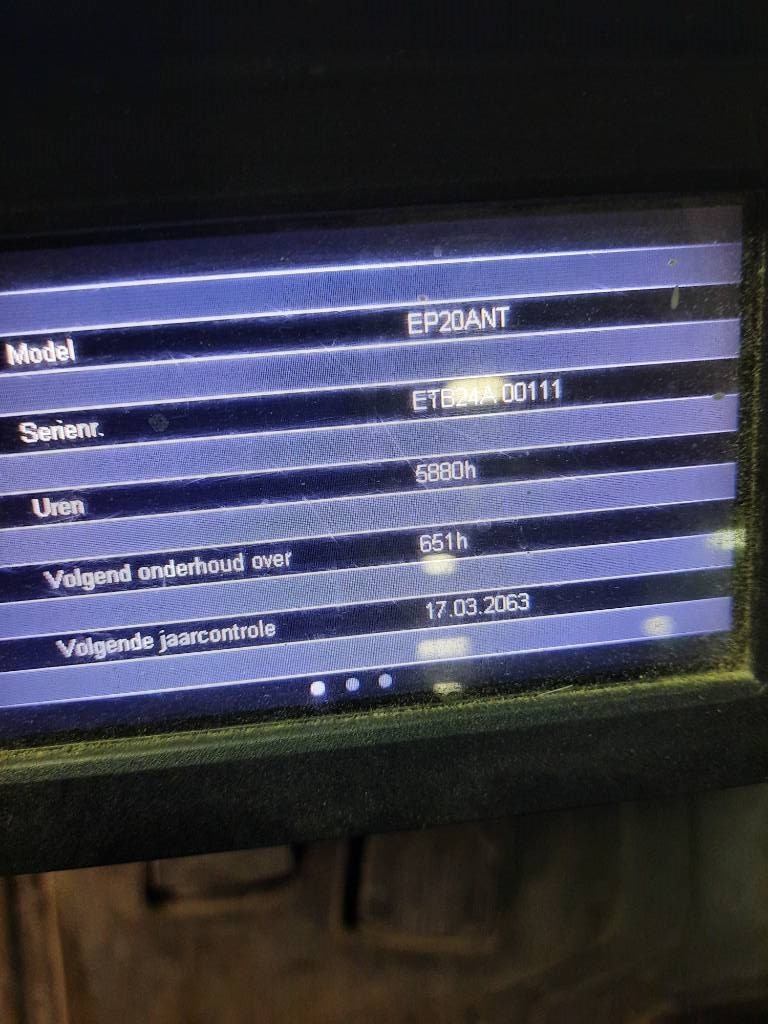 Model EP20ANT
Serienr. ETB24A 00111
Uren 5880h
Volgend onderhoud over 651h
Volgende jaarcontrole 17.03.2063